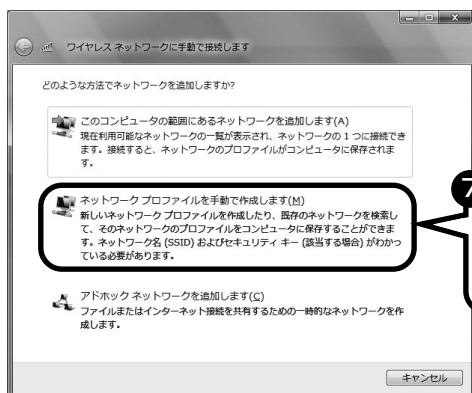 ワイヤレス ネットワークに手動で接続します
どのような方法でネットワークを追加しますか?
このコンピュータの範囲にあるネットワークを追加します(A)
現在利用可能なネットワークの一覧が表示され、ネットワークの 1 つに接続でき
ます。接続すると、ネットワークのプロファイルがコンピュータに保存されま
す。
ネットワーク プロファイルを手動で作成します(M)
新しいネットワーク プロファイルを作成したり、既存のネットワークを検索し
て、そのネットワークのプロファイルをコンピュータに保存することができま
す。ネットワーク名 (SSID) およびセキュリティ キー (該当する場合) がわかっ
ている必要があります。
7
アドホック ネットワークを追加します(C)
ファイルまたはインターネット接続を共有するための一時的なネットワークを作
成します。
キャンセル